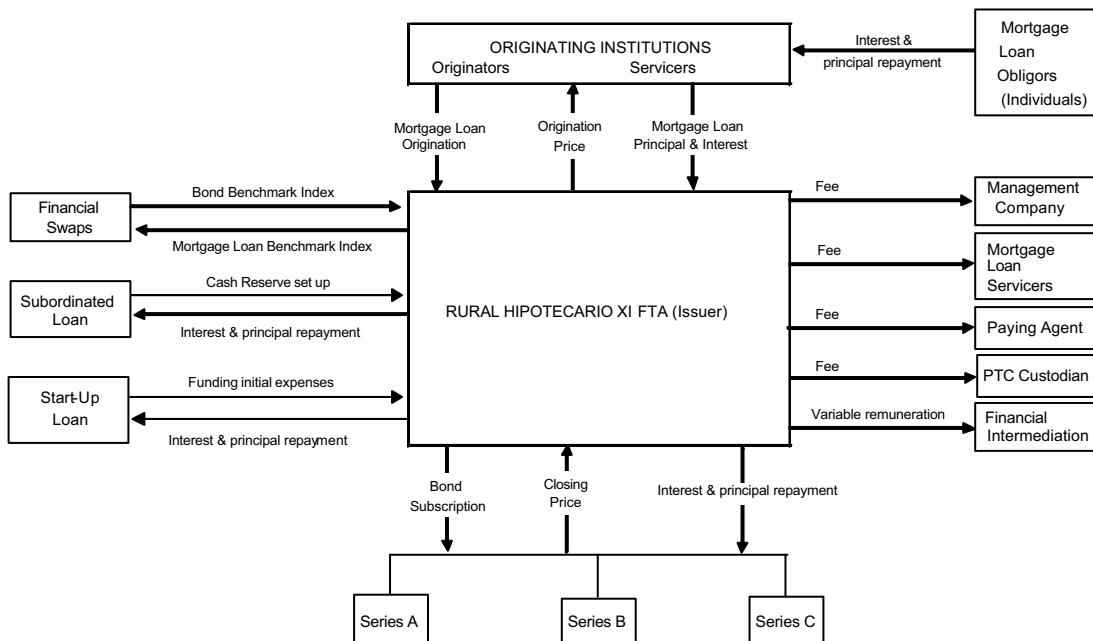 ORIGINATING INSTITUTIONS
Originators Servicers
Interest &
principal repayment
Mortgage
Loan
Obligors
(Individuals)
Mortgage Loan
Origination
Origination
Price
Mortgage Loan
Principal & Interest
Financial
Swaps
Bond Benchmark Index
Mortgage Loan Benchmark Index
Subordinated
Loan
Cash Reserve set up
Interest & principal repayment
Start-Up
Loan
Funding initial expenses
Interest & principal repayment
RURAL HIPOTECARIO XI FTA (Issuer)
Fee
Management
Company
Fee
Mortgage
Loan
Servicers
Fee
Paying Agent
Fee
PTC Custodian
Variable remuneration
Financial
Intermediation
Bond
Subscription
Closing
Price
Interest & principal repayment
Series A
Series B
Series C